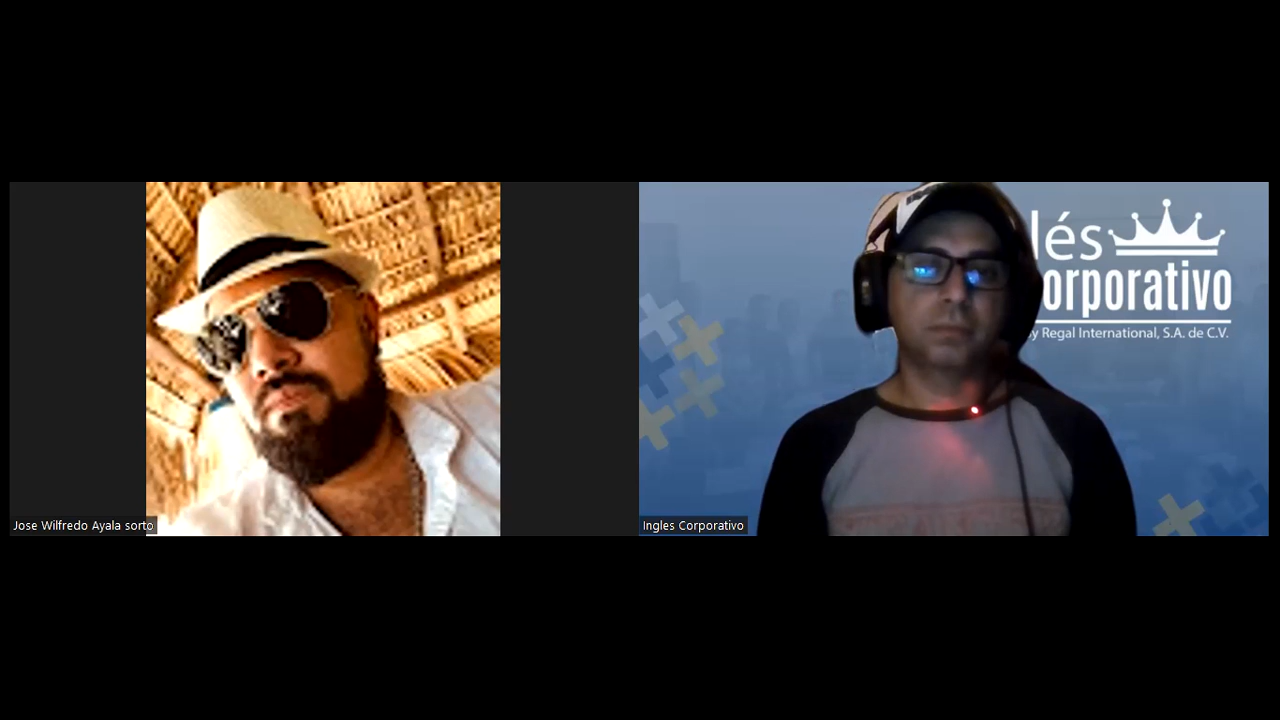 Jose Wilfredo Ayala sorto
lés
orporativo
y Regal International, S.A. de C.V.
Ingles Corporativo